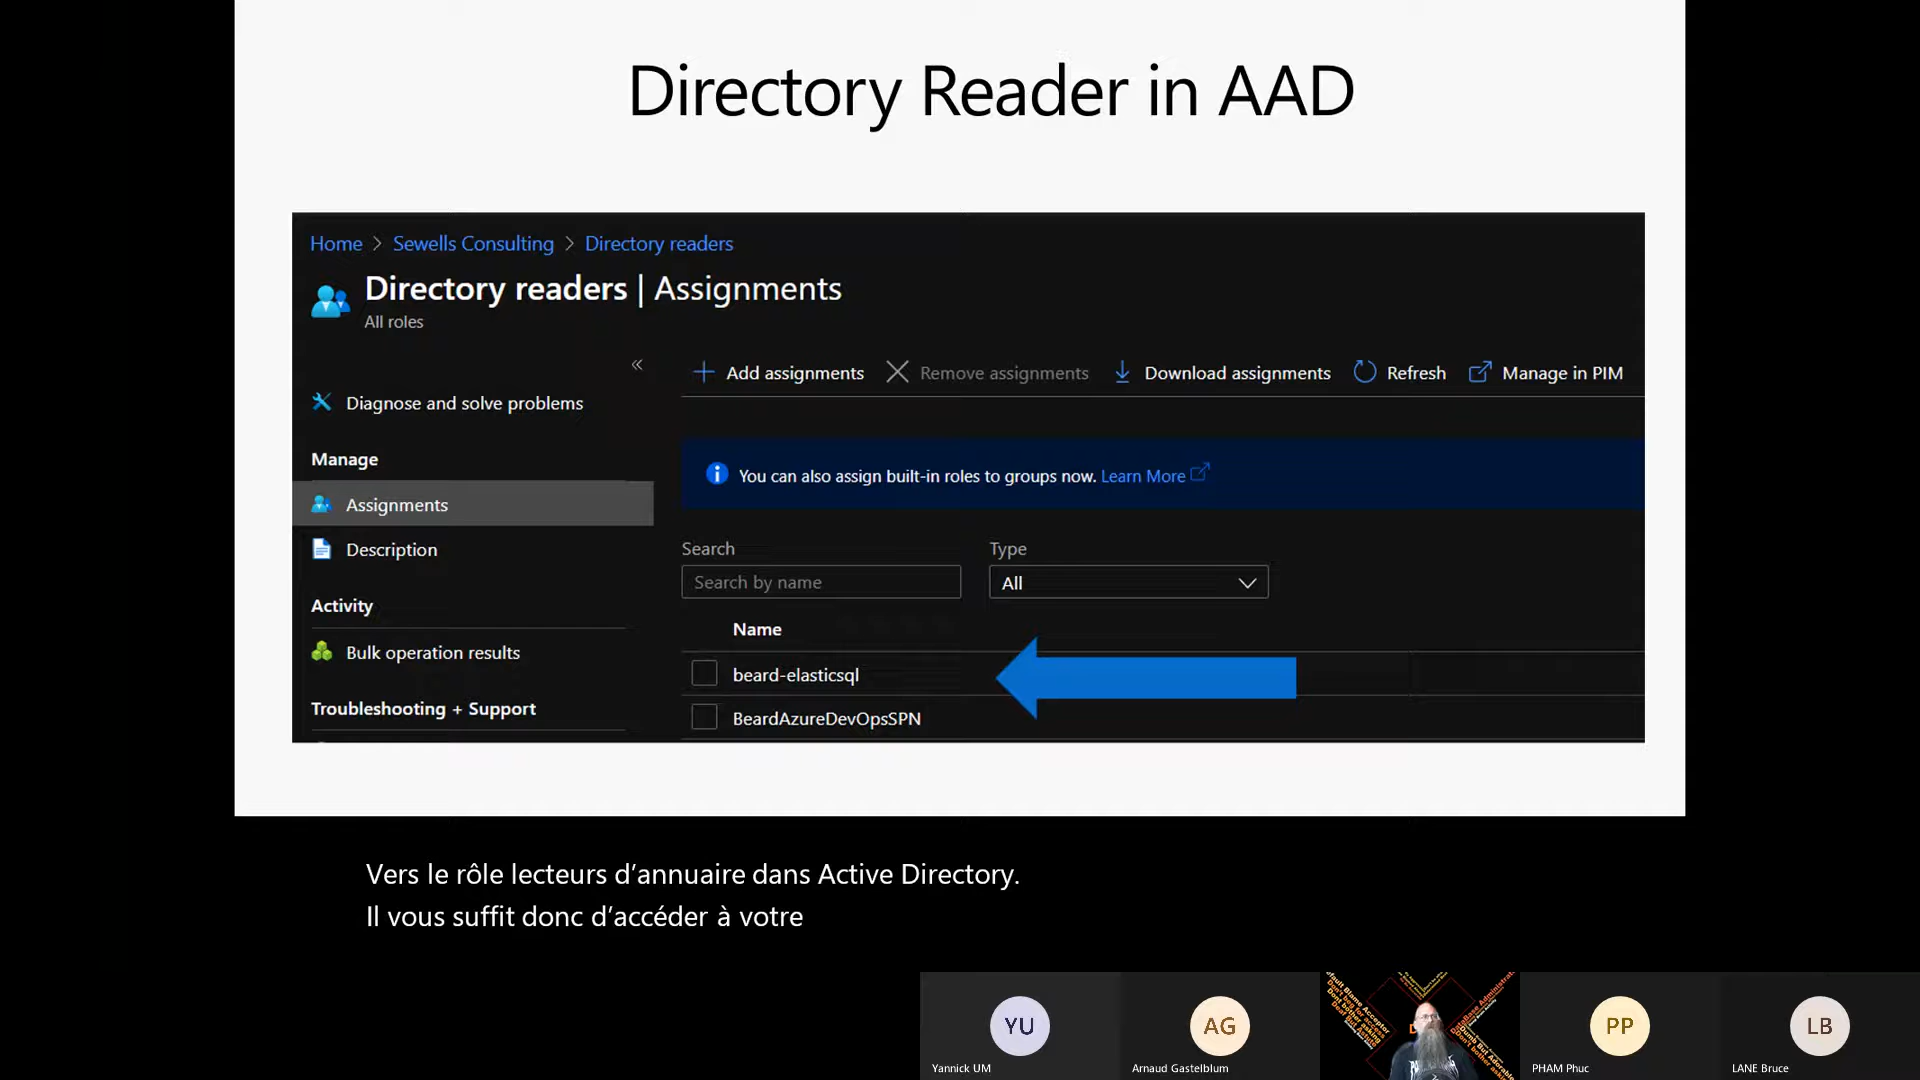 Directory Reader in AAD
Home > Sewells Consulting > Directory readers
Directory readers | Assignments
All roles
«
Add assignments Remove assignments Download assignments Refresh Manage in PIM
Diagnose and solve problems
Manage
You can also assign built-in roles to groups now. Learn More
Assignments
Description
Search Type
Search by name All
Activity
Name
Bulk operation results
beard-elasticsql
Troubleshooting + Support
BeardAzureDevOpsSPN
Vers le rôle lecteurs d’annuaire dans Active Directory.
Il vous suffit donc d’accéder à votre
YU AG PP LB
Yannick UM Arnaud Gastelblum PHAM Phuc LANE Bruce